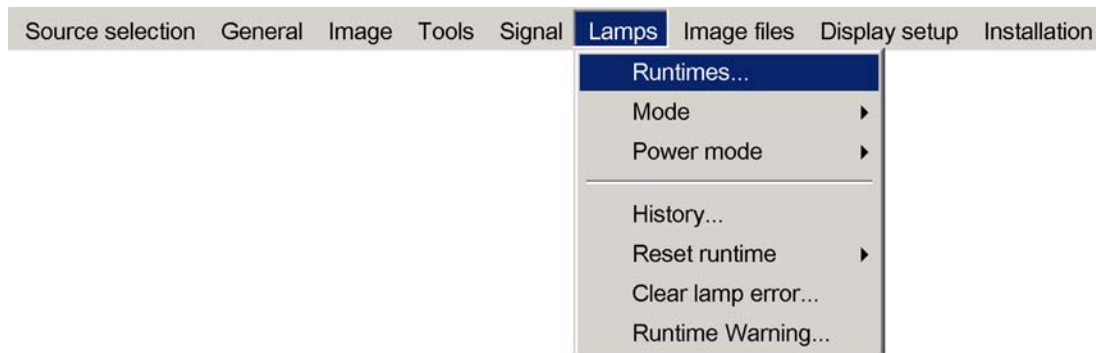 Source selection General Image Tools Signal Lamps Image files Display setup Installation
Runtimes...
Mode
Power mode
History...
Reset runtime
Clear lamp error...
Runtime Warning...